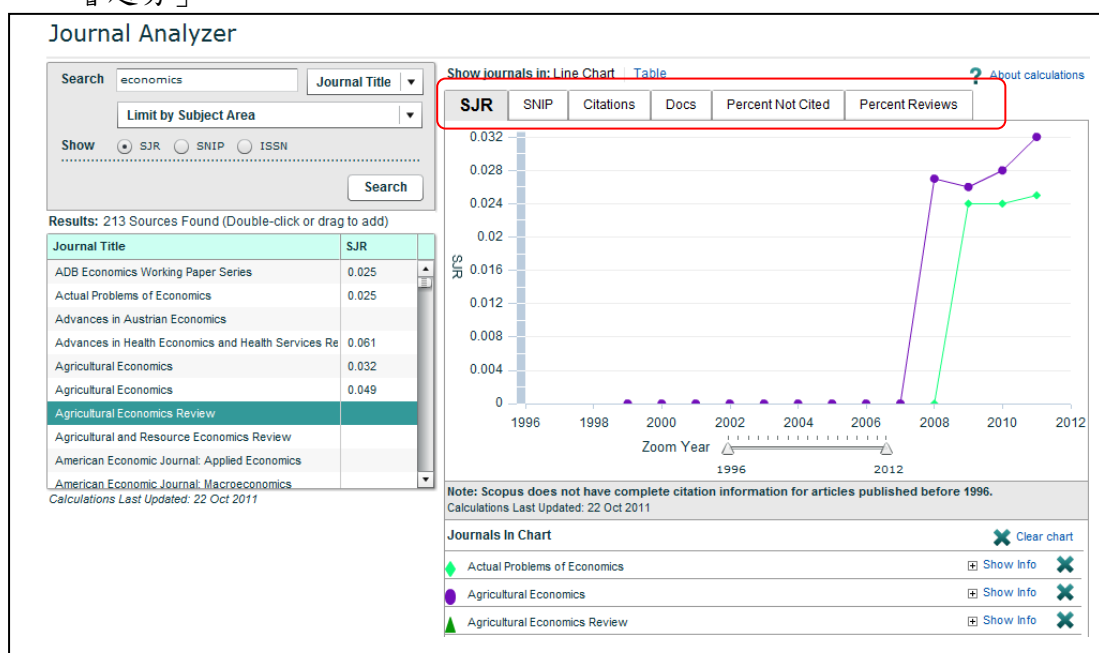 Journal Analyzer
Search economics Journal Title
Limit by Subject Area
Show SJR SNIP ISSN
Search
Results: 213 Sources Found (Double-click or drag to add)
Journal Title SJR
ADB Economics Working Paper Series 0.025
Actual Problems of Economics 0.025
Advances in Austrian Economics
Advances in Health Economics and Health Services Re 0.061
Agricultural Economics 0.032
Agricultural Economics 0.049
Agricultural Economics Review
Agricultural and Resource Economics Review
American Economic Journal: Applied Economics
American Economic Journal: Macroeconomics
Calculations Last Updated: 22 Oct 2011
Show journals in: Line Chart Table ? About calculations
SJR SNIP Citations Docs Percent Not Cited Percent Reviews
0.032
0.028
0.024
0.02
0.016
0.012
0.008
0.004
0
SJR
1996 1998 2000 2002 2004 2006 2008 2010 2012
Zoom Year
1996 2012
Note: Scopus does not have complete citation information for articles published before 1996.
Calculations Last Updated: 22 Oct 2011
Journals In Chart Clear chart
Actual Problems of Economics Show Info
Agricultural Economics Show Info
Agricultural Economics Review Show Info